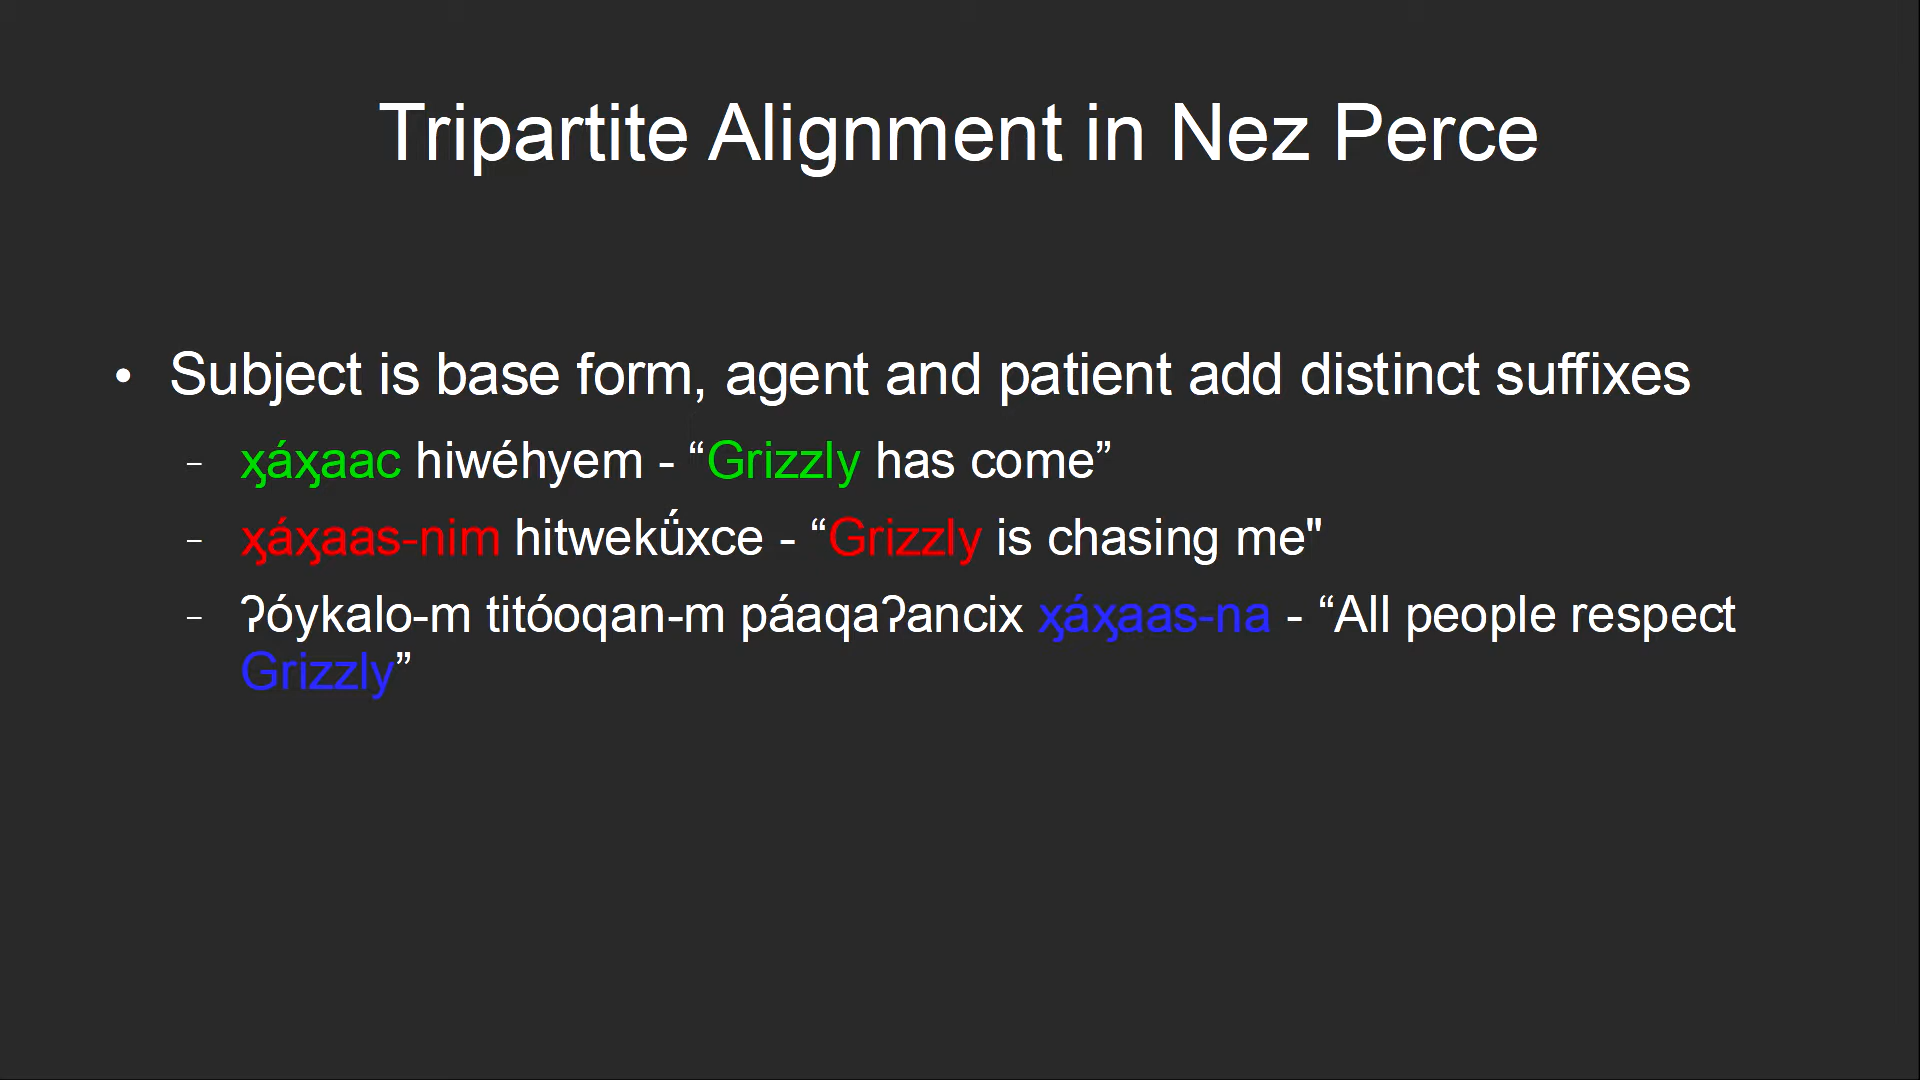 Tripartite Alignment in Nez Perce
• Subject is base form, agent and patient add distinct suffixes
– x̡áx̡aac hiwéhyem - “Grizzly has come”
– x̡áx̡aas-nim hitwekǘxce - “Grizzly is chasing me"
– ʔóykalo-m titóoqan-m páaqaʔancix x̡áx̡aas-na - “All people respect
Grizzly”